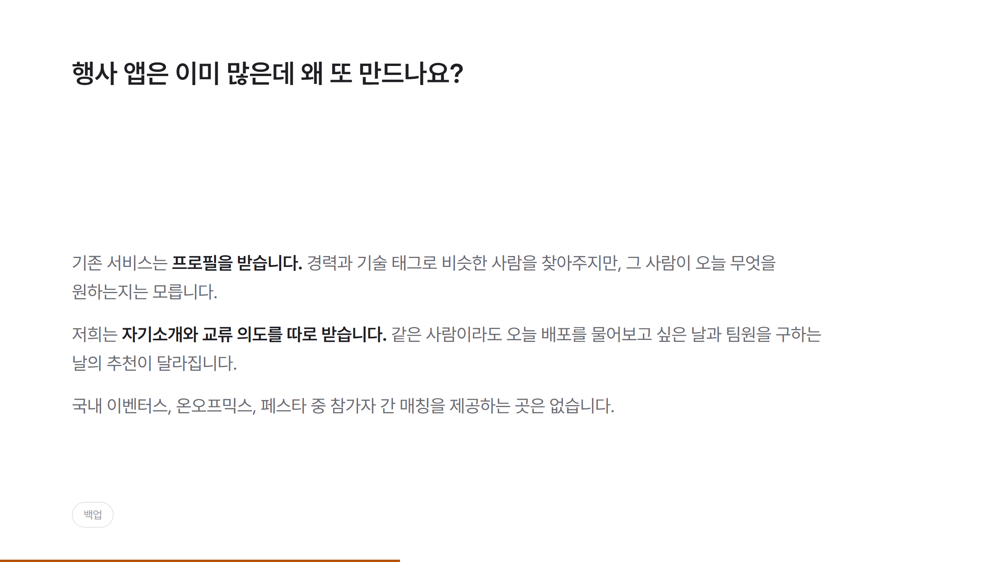 행사 앱은 이미 많은데 왜 또 만드나요?
기존 서비스는 프로필을 받습니다. 경력과 기술 태그로 비슷한 사람을 찾아주지만, 그 사람이 오늘 무엇을
원하는지는 모릅니다.
저희는 자기소개와 교류 의도를 따로 받습니다. 같은 사람이라도 오늘 배포를 물어보고 싶은 날과 팀원을 구하는
날의 추천이 달라집니다.
국내 이벤터스, 온오프믹스, 페스타 중 참가자 간 매칭을 제공하는 곳은 없습니다.
백업